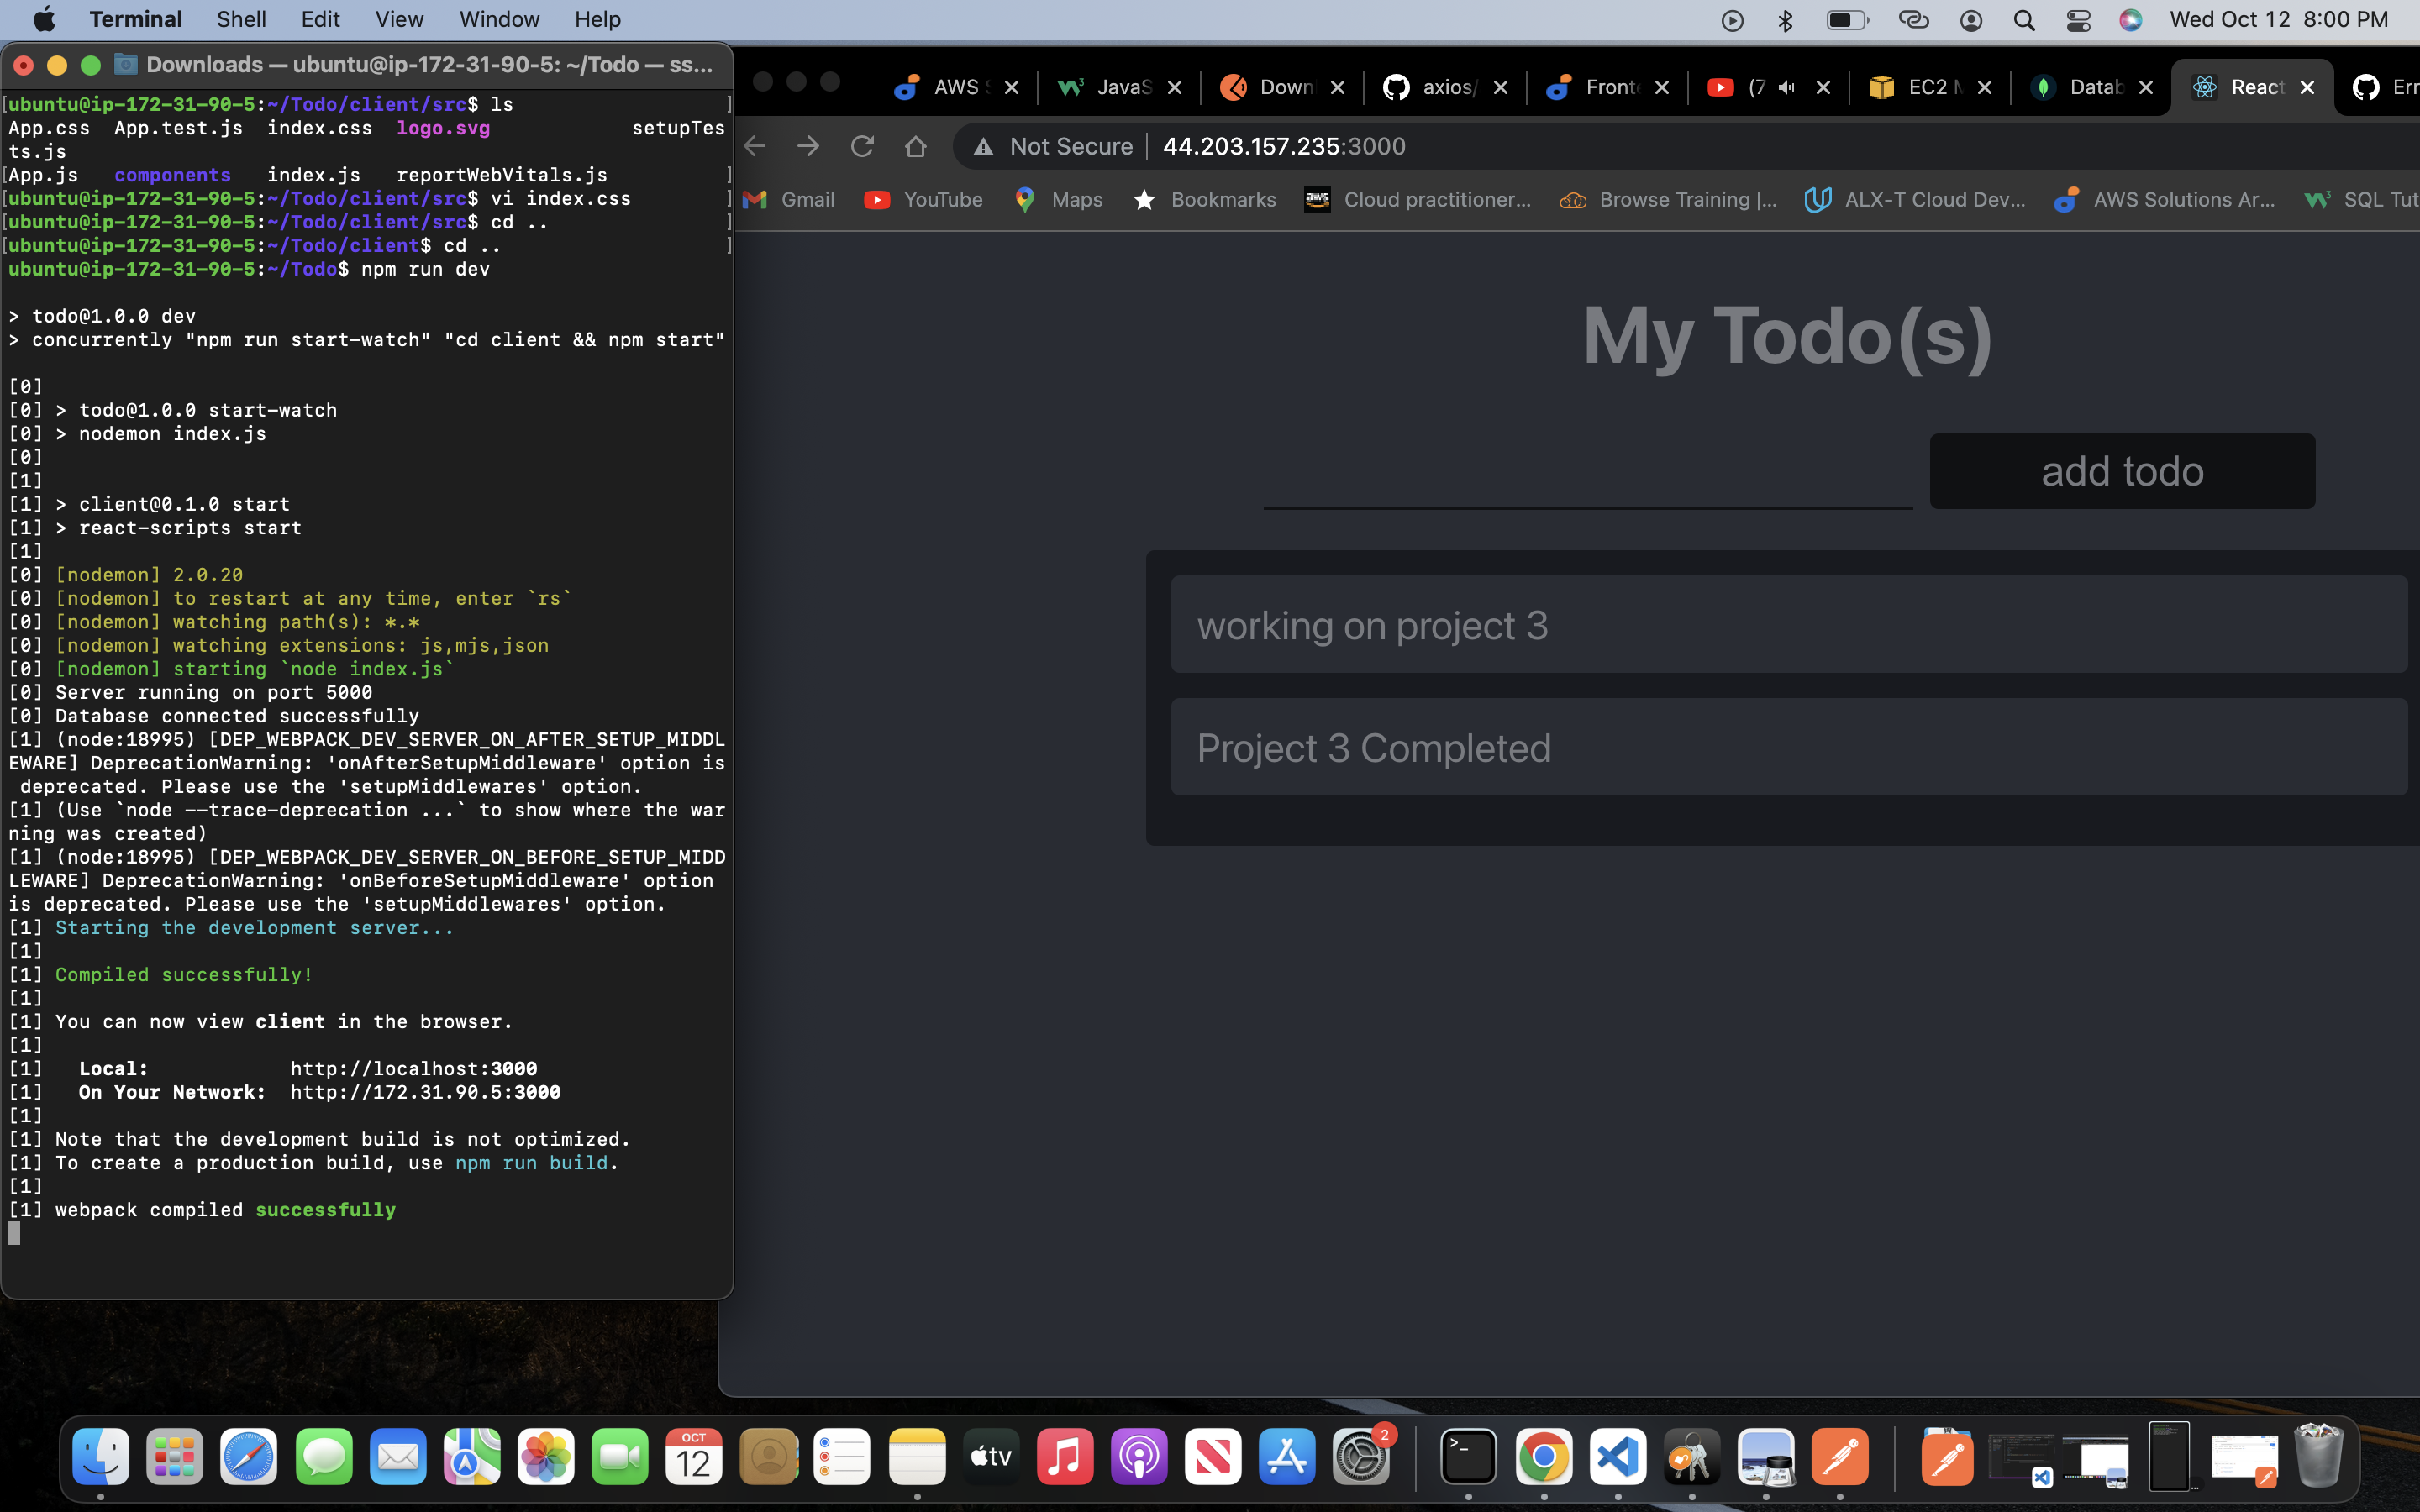 Terminal Shell Edit View Window Help Wed Oct 12 8:00 PM
Downloads — ubuntu@ip-172-31-90-5: ~/Todo — ss...
[ubuntu@ip-172-31-90-5:~/Todo/client/src$ ls ]
App.css App.test.js index.css logo.svg setupTes
ts.js
[App.js components index.js reportWebVitals.js ]
[ubuntu@ip-172-31-90-5:~/Todo/client/src$ vi index.css ]
[ubuntu@ip-172-31-90-5:~/Todo/client/src$ cd .. ]
[ubuntu@ip-172-31-90-5:~/Todo/client$ cd .. ]
ubuntu@ip-172-31-90-5:~/Todo$ npm run dev
> todo@1.0.0 dev
> concurrently "npm run start-watch" "cd client && npm start"
[0]
[0] > todo@1.0.0 start-watch
[0] > nodemon index.js
[0]
[1]
[1] > client@0.1.0 start
[1] > react-scripts start
[1]
[0] [nodemon] 2.0.20
[0] [nodemon] to restart at any time, enter `rs`
[0] [nodemon] watching path(s): *.*
[0] [nodemon] watching extensions: js,mjs,json
[0] [nodemon] starting `node index.js`
[0] Server running on port 5000
[0] Database connected successfully
[1] (node:18995) [DEP_WEBPACK_DEV_SERVER_ON_AFTER_SETUP_MIDDL
EWARE] DeprecationWarning: 'onAfterSetupMiddleware' option is
 deprecated. Please use the 'setupMiddlewares' option.
[1] (Use `node --trace-deprecation ...` to show where the war
ning was created)
[1] (node:18995) [DEP_WEBPACK_DEV_SERVER_ON_BEFORE_SETUP_MIDD
LEWARE] DeprecationWarning: 'onBeforeSetupMiddleware' option
is deprecated. Please use the 'setupMiddlewares' option.
[1] Starting the development server...
[1]
[1] Compiled successfully!
[1]
[1] You can now view client in the browser.
[1]
[1] Local: http://localhost:3000
[1] On Your Network: http://172.31.90.5:3000
[1]
[1] Note that the development build is not optimized.
[1] To create a production build, use npm run build.
[1]
[1] webpack compiled successfully
AWS JavaS Down axios/ Front (7 EC2 Datab React Err
Not Secure 44.203.157.235:3000
Gmail YouTube Maps Bookmarks Cloud practitioner... Browse Training |... ALX-T Cloud Dev... AWS Solutions Ar... SQL Tut
My Todo(s)
add todo
working on project 3
Project 3 Completed
OCT
12
tv
2